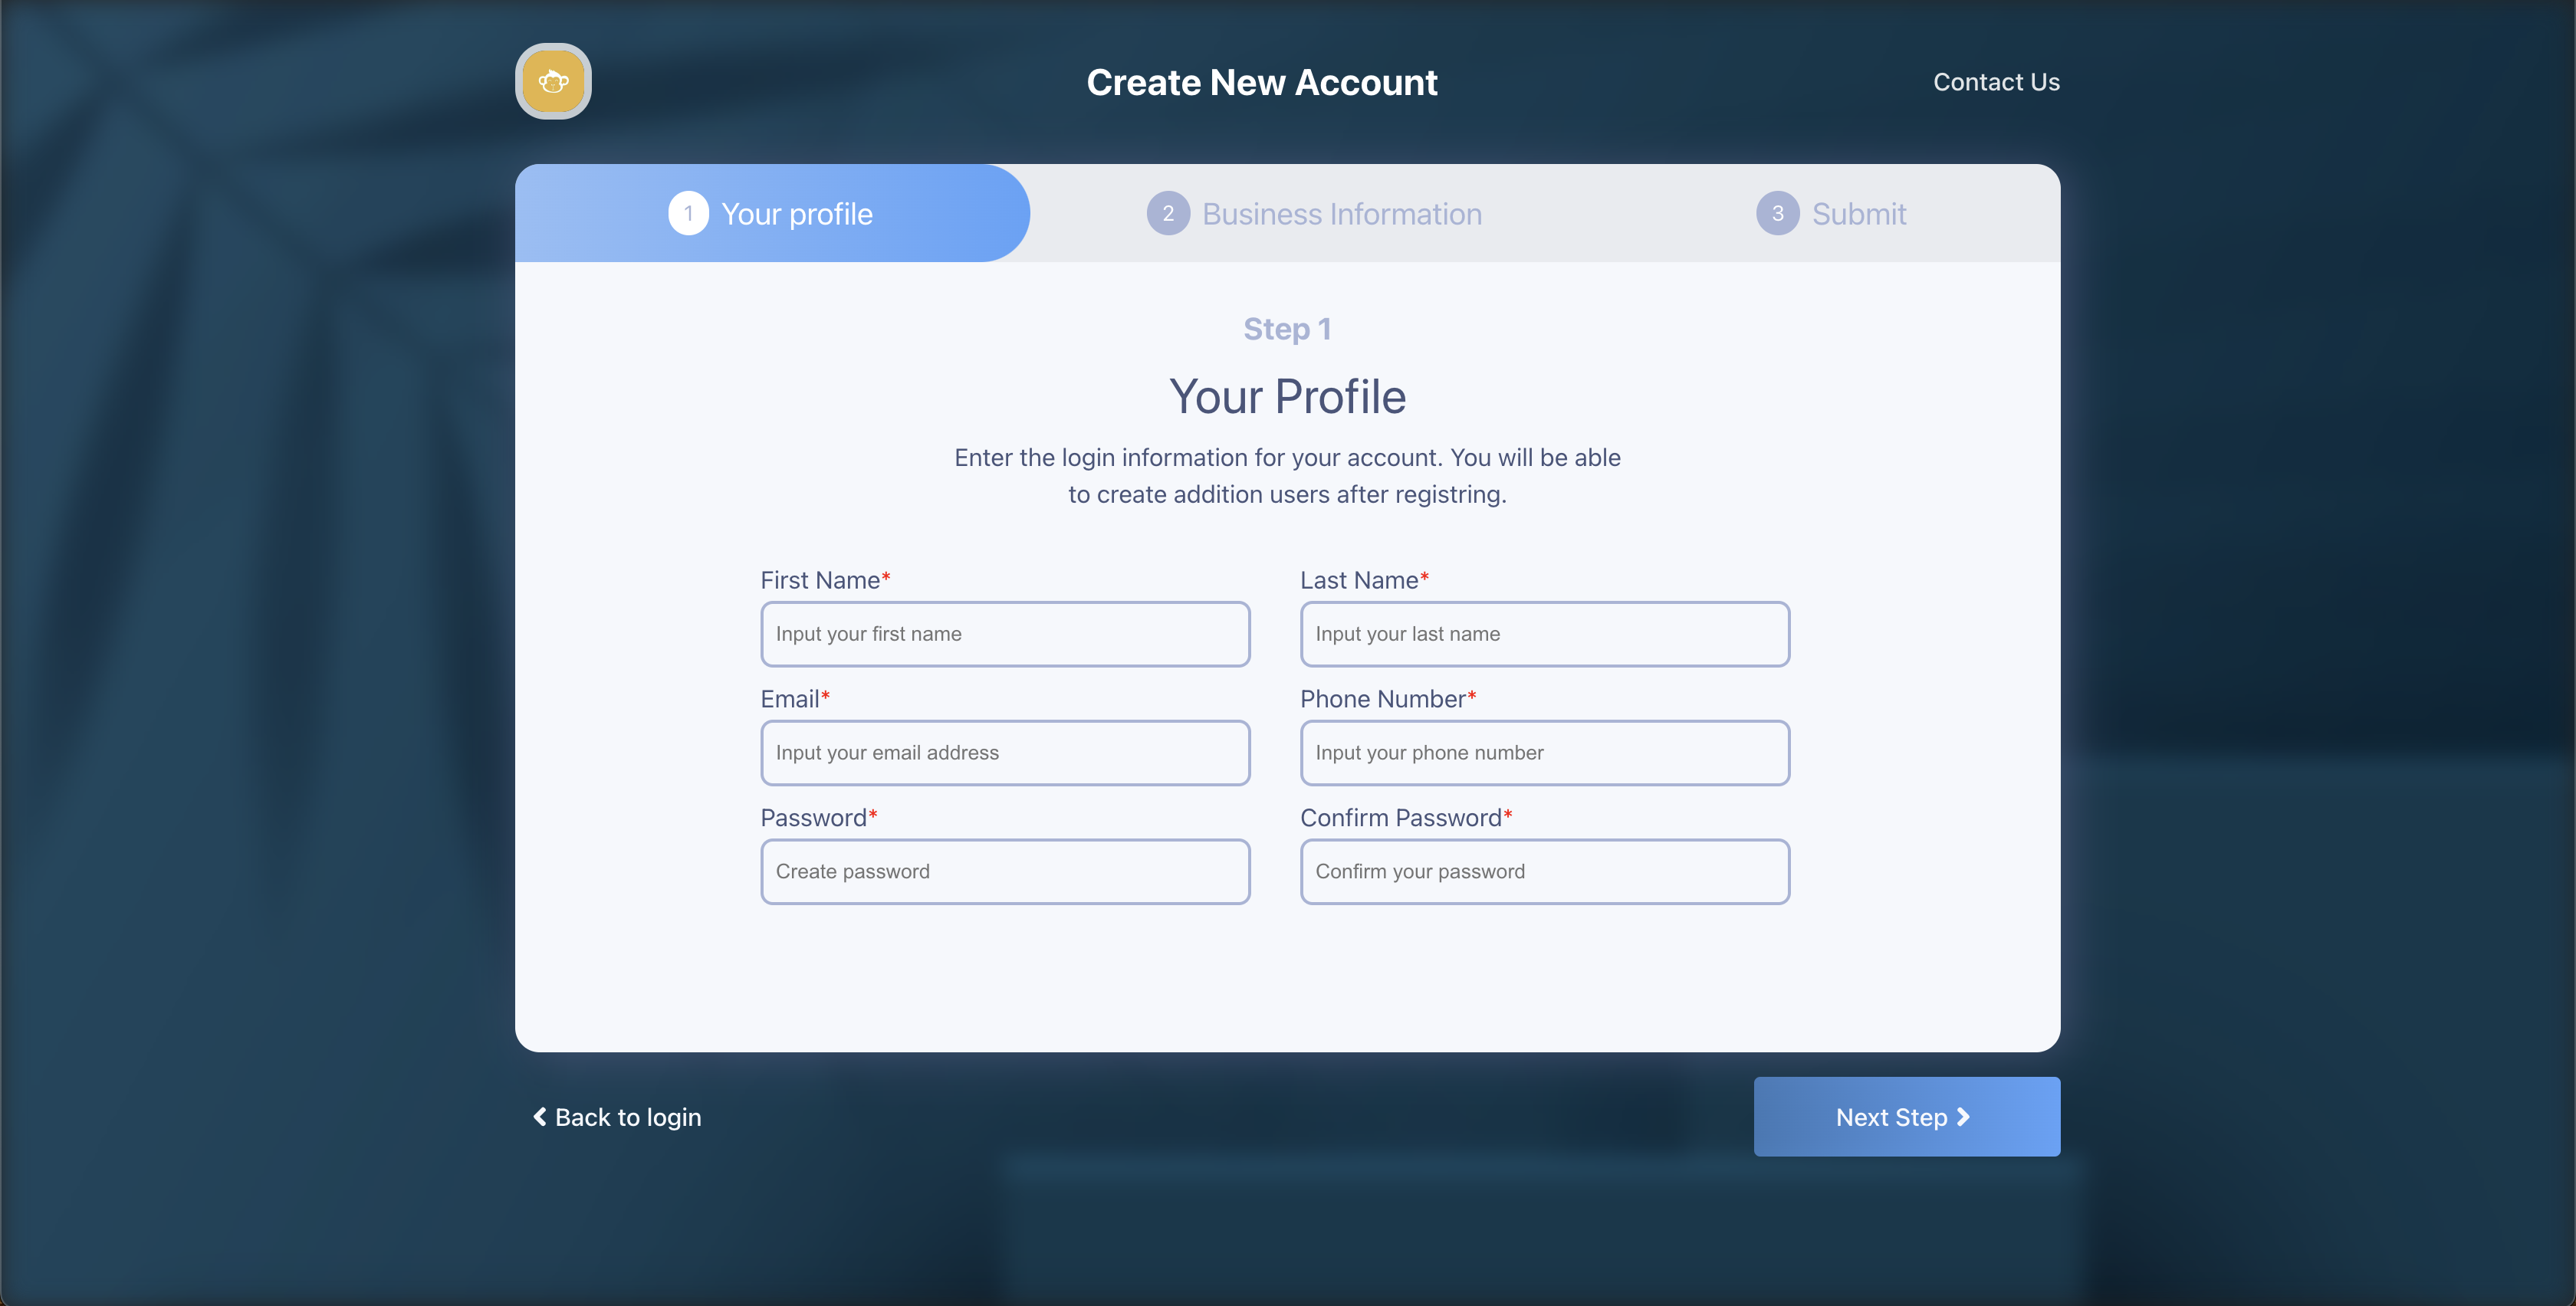 Create New Account
Contact Us
1 Your profile
2 Business Information
3 Submit
Step 1
Your Profile
Enter the login information for your account. You will be able
to create addition users after registring.
First Name*
Last Name*
Input your first name
Input your last name
Email*
Phone Number*
Input your email address
Input your phone number
Password*
Confirm Password*
Create password
Confirm your password
Back to login
Next Step